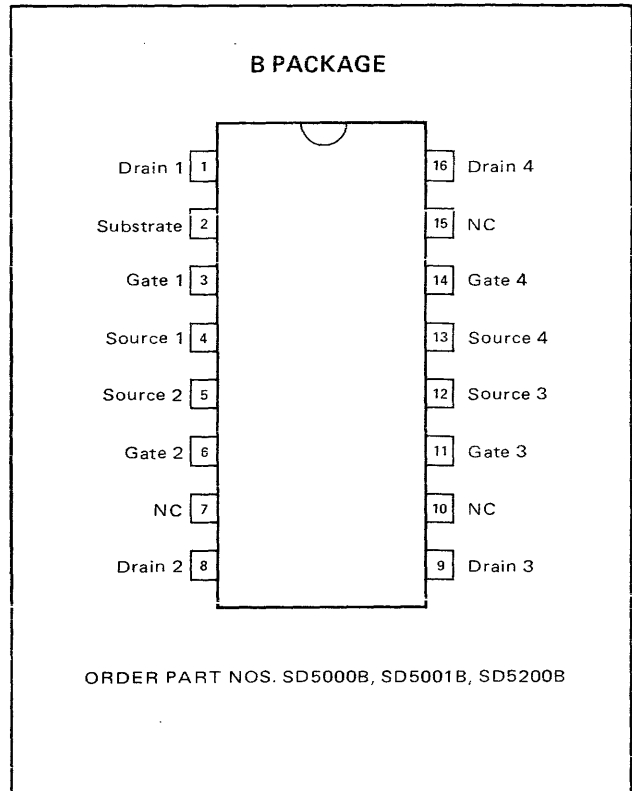 B PACKAGE
Drain 1 1
Substrate 2
Gate 1 3
Source 1 4
Source 2 5
Gate 2 6
NC 7
Drain 2 8
16 Drain 4
15 NC
14 Gate 4
13 Source 4
12 Source 3
11 Gate 3
10 NC
9 Drain 3
ORDER PART NOS. SD5000B, SD5001B, SD5200B